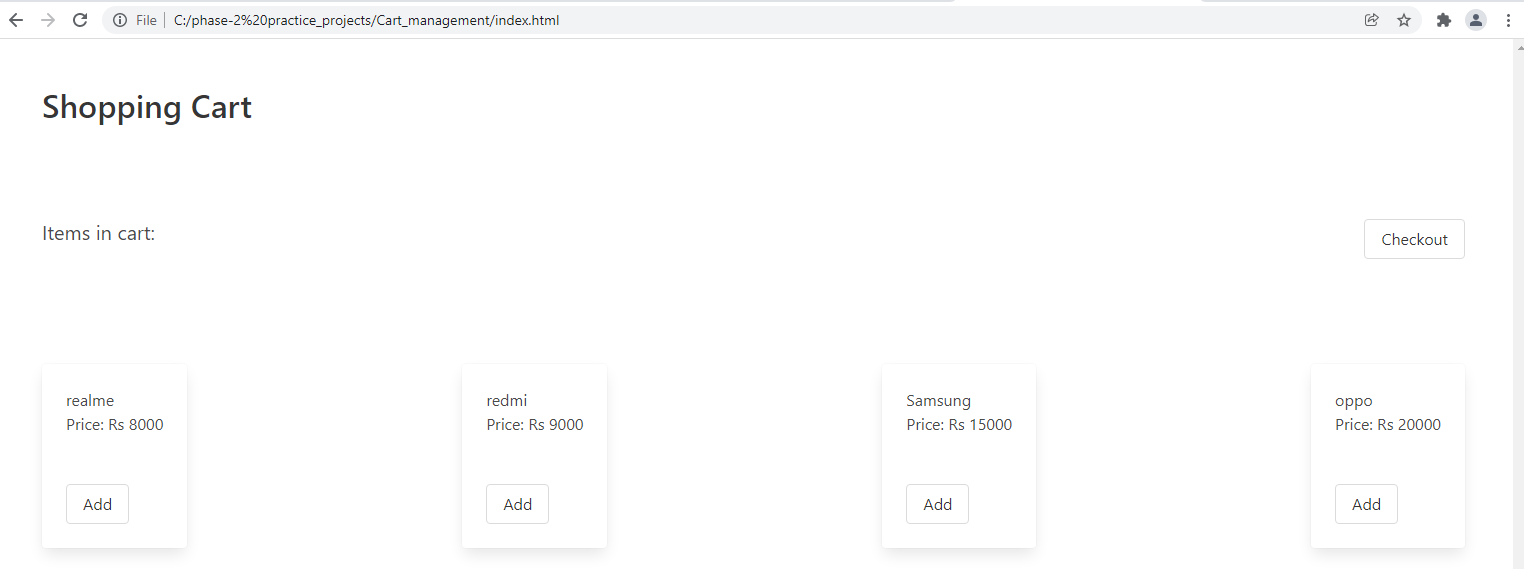 File C:/phase-2%20practice_projects/Cart_management/index.html
Shopping Cart
Items in cart:
Checkout
realme
Price: Rs 8000
Add
redmi
Price: Rs 9000
Add
Samsung
Price: Rs 15000
Add
oppo
Price: Rs 20000
Add